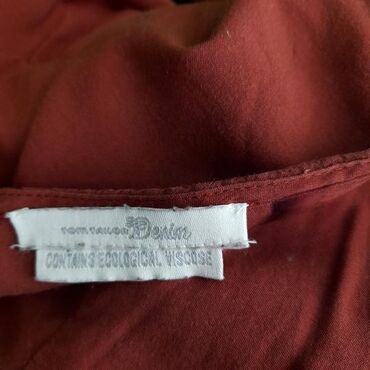 TOM TAILOR Denim
CONTAINS ECOLOGICAL VISCOSE